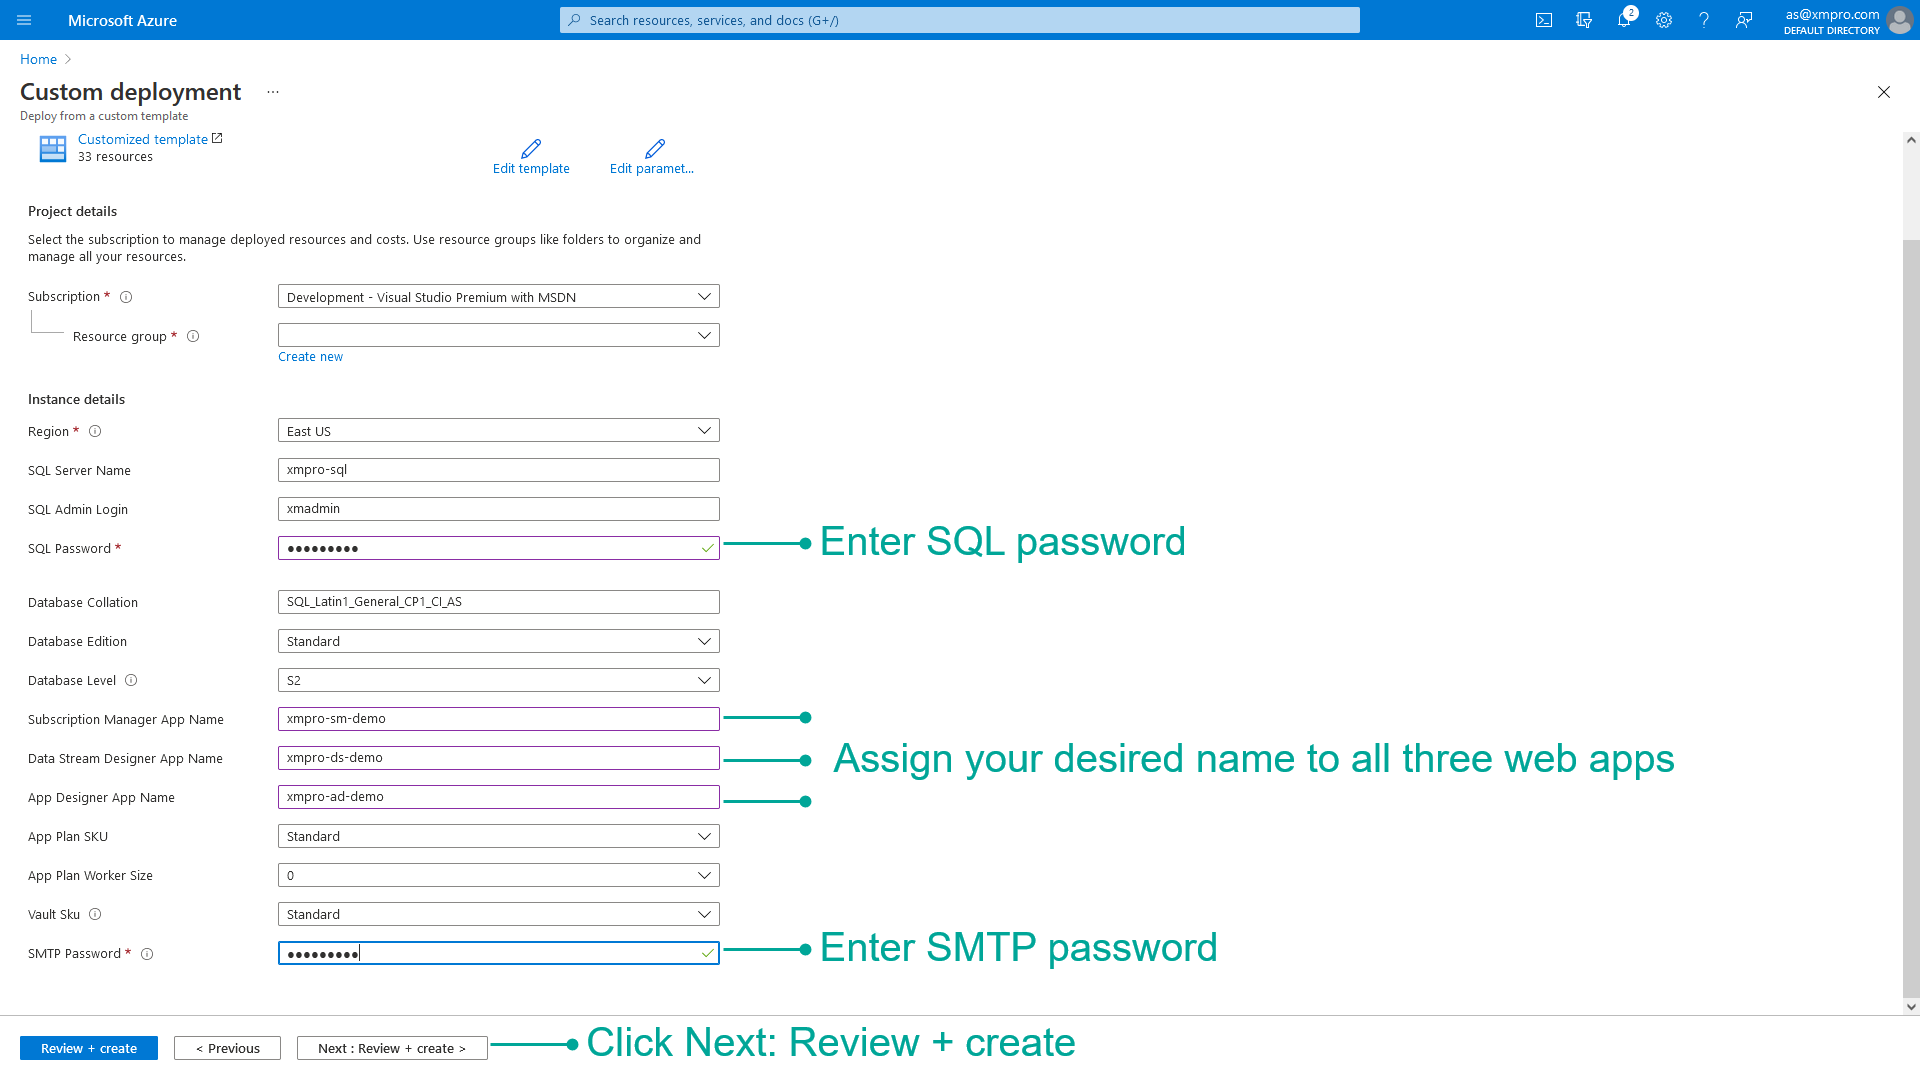 Microsoft Azure
Search resources, services, and docs (G+/)
2
as@xmpro.com
DEFAULT DIRECTORY
Home
Custom deployment ...
Deploy from a custom template
Customized template
33 resources
Edit template
Edit paramet...
Project details
Select the subscription to manage deployed resources and costs. Use resource groups like folders to organize and
manage all your resources.
Subscription *
Development - Visual Studio Premium with MSDN
Resource group *
Create new
Instance details
Region *
East US
SQL Server Name
xmpro-sql
SQL Admin Login
xmadmin
SQL Password *
●●●●●●●●●
Enter SQL password
Database Collation
SQL_Latin1_General_CP1_CI_AS
Database Edition
Standard
Database Level
S2
Subscription Manager App Name
xmpro-sm-demo
Data Stream Designer App Name
xmpro-ds-demo
Assign your desired name to all three web apps
App Designer App Name
xmpro-ad-demo
App Plan SKU
Standard
App Plan Worker Size
0
Vault Sku
Standard
SMTP Password *
●●●●●●●●●
Enter SMTP password
Review + create
< Previous
Next : Review + create >
Click Next: Review + create